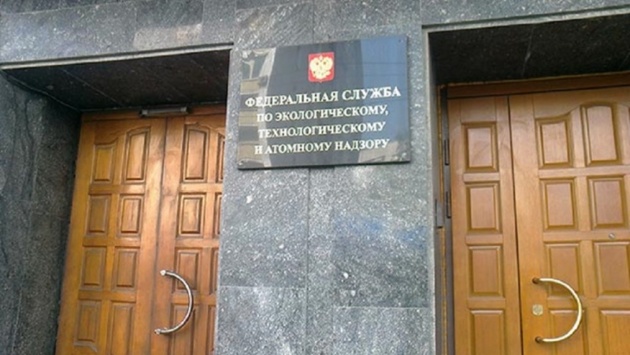 ФЕДЕРАЛЬНАЯ СЛУЖБА
ПО ЭКОЛОГИЧЕСКОМУ,
ТЕХНОЛОГИЧЕСКОМУ
И АТОМНОМУ НАДЗОРУ